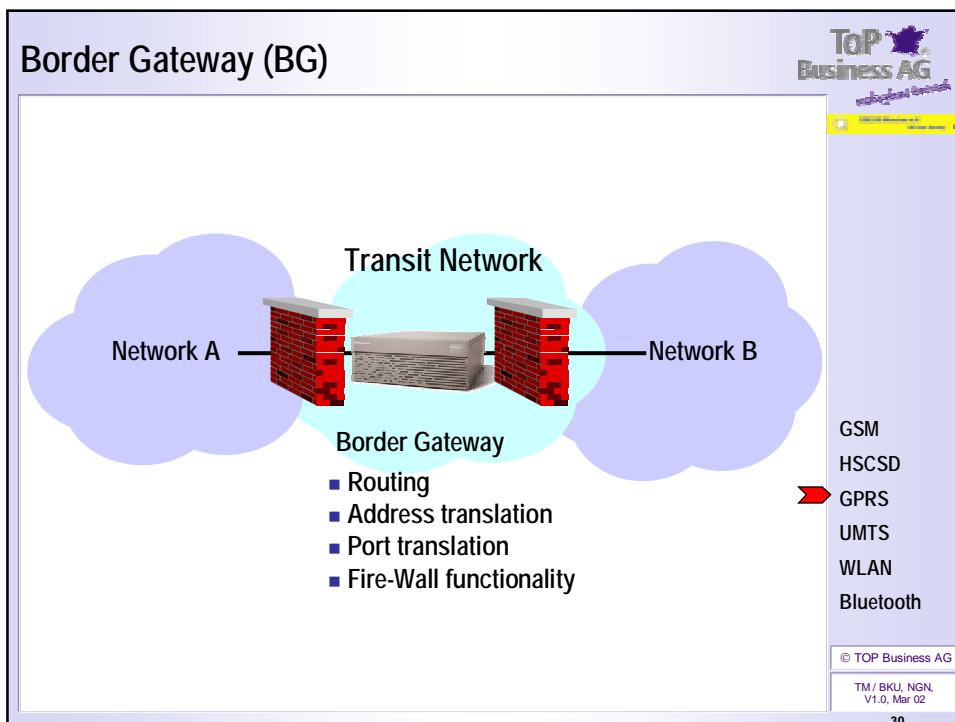 Border Gateway (BG)
ToP
Business AG
Transit Network
Network A
Network B
Border Gateway
Routing
Address translation
Port translation
Fire-Wall functionality
GSM
HSCSD
GPRS
UMTS
WLAN
Bluetooth
© TOP Business AG
TM / BKU, NGN,
V1.0, Mar 02
30